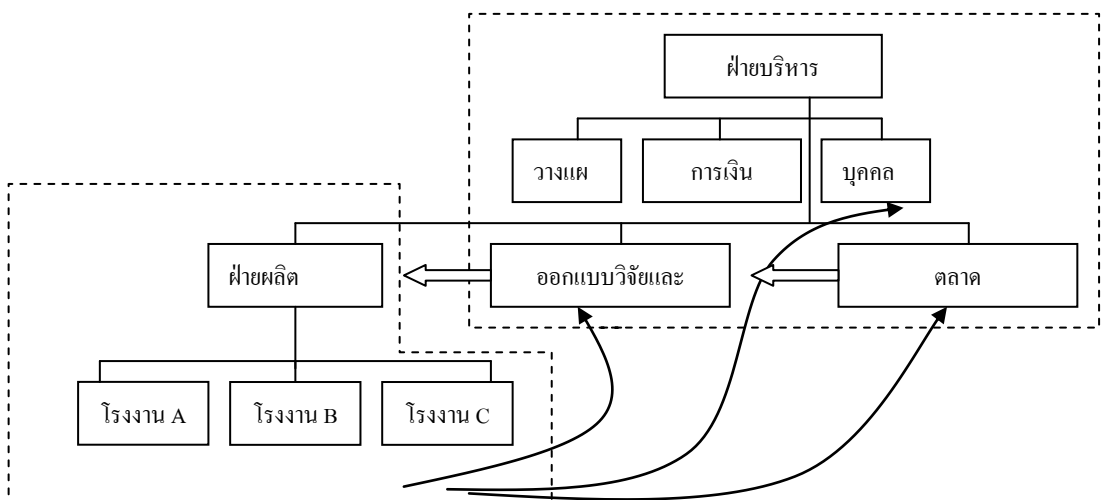 ฝ่ายบริหาร
วางแผ
การเงิน
บุคคล
ฝ่ายผลิต
ออกแบบวิจัยและ
ตลาด
โรงงาน A
โรงงาน B
โรงงาน C